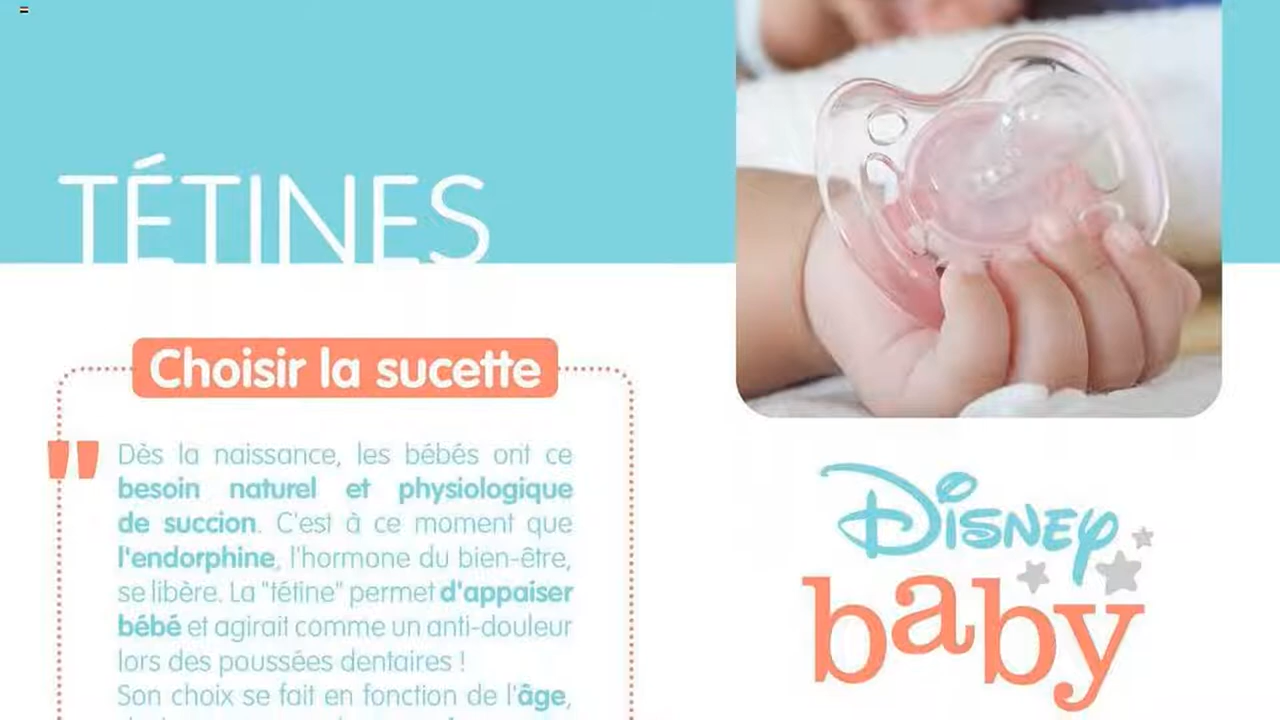 TÉTINES
Choisir la sucette
"
Dès la naissance, les bébés ont ce
besoin naturel et physiologique
de succion. C'est à ce moment que
l'endorphine, l'hormone du bien-être,
se libère. La "tétine" permet d'appaiser
bébé et agirait comme un anti-douleur
lors des poussées dentaires !
Son choix se fait en fonction de l'âge,
Disney
baby